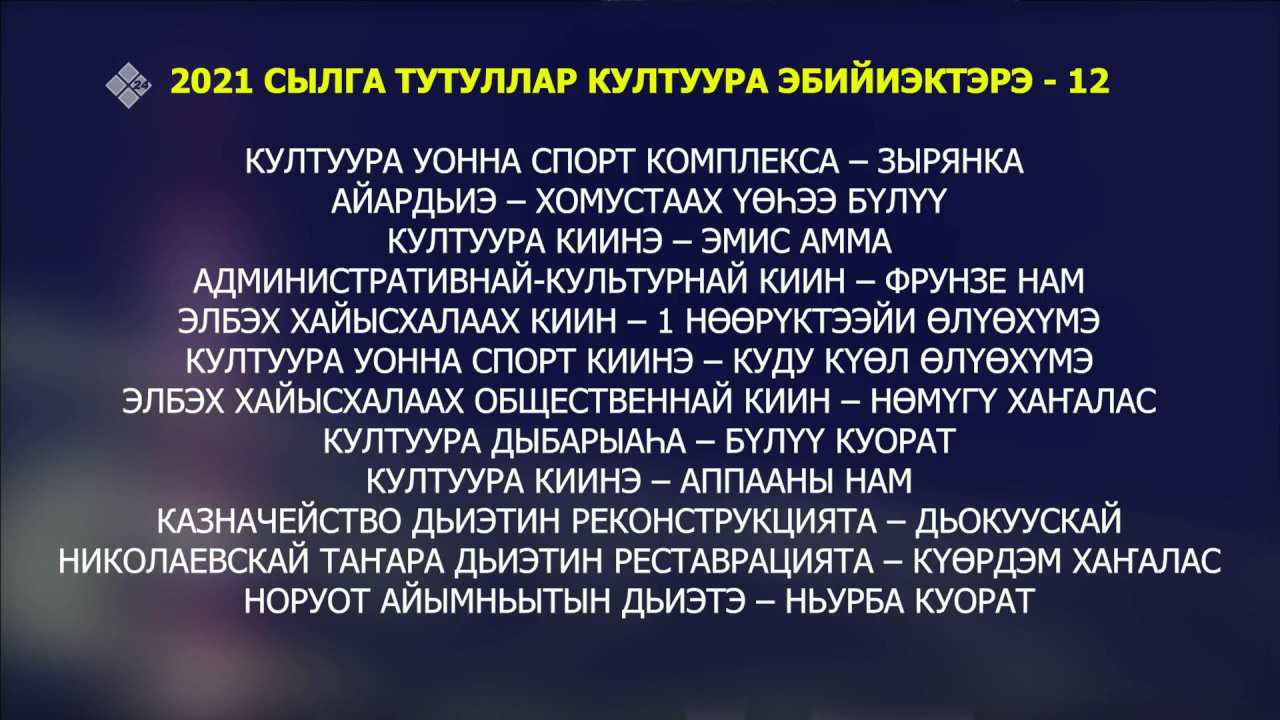 2021 СЫЛГА ТУТУЛЛАР КУЛТУУРА ЭБИЙИЭКТЭРЭ - 12
Х24
КУЛТУУРА УОННА СПОРТ КОМПЛЕКСА – ЗЫРЯНКА
АЙАРДЬИЭ – ХОМУСТААХ ҮӨҺЭЭ БҮЛҮҮ
КУЛТУУРА КИИНЭ – ЭМИС АММА
АДМИНИСТРАТИВНАЙ-КУЛЬТУРНАЙ КИИН – ФРУНЗЕ НАМ
ЭЛБЭХ ХАЙЫСХАЛААХ КИИН – 1 НӨӨРҮКТЭЭЙИ ӨЛҮӨХҮМЭ
КУЛТУУРА УОННА СПОРТ КИИНЭ – КУДУ КҮӨЛ ӨЛҮӨХҮМЭ
ЭЛБЭХ ХАЙЫСХАЛААХ ОБЩЕСТВЕННАЙ КИИН – НӨМҮГҮ ХАҤАЛАС
КУЛТУУРА ДЫБАРЫАҺА – БҮЛҮҮ КУОРАТ
КУЛТУУРА КИИНЭ – АППААНЫ НАМ
КАЗНАЧЕЙСТВО ДЬИЭТИН РЕКОНСТРУКЦИЯТА – ДЬОКУУСКАЙ
НИКОЛАЕВСКАЙ ТАҤАРА ДЬИЭТИН РЕСТАВРАЦИЯТА – КҮӨРДЭМ ХАҤАЛАС
НОРУОТ АЙЫМНЬЫТЫН ДЬИЭТЭ – НЬУРБА КУОРАТ